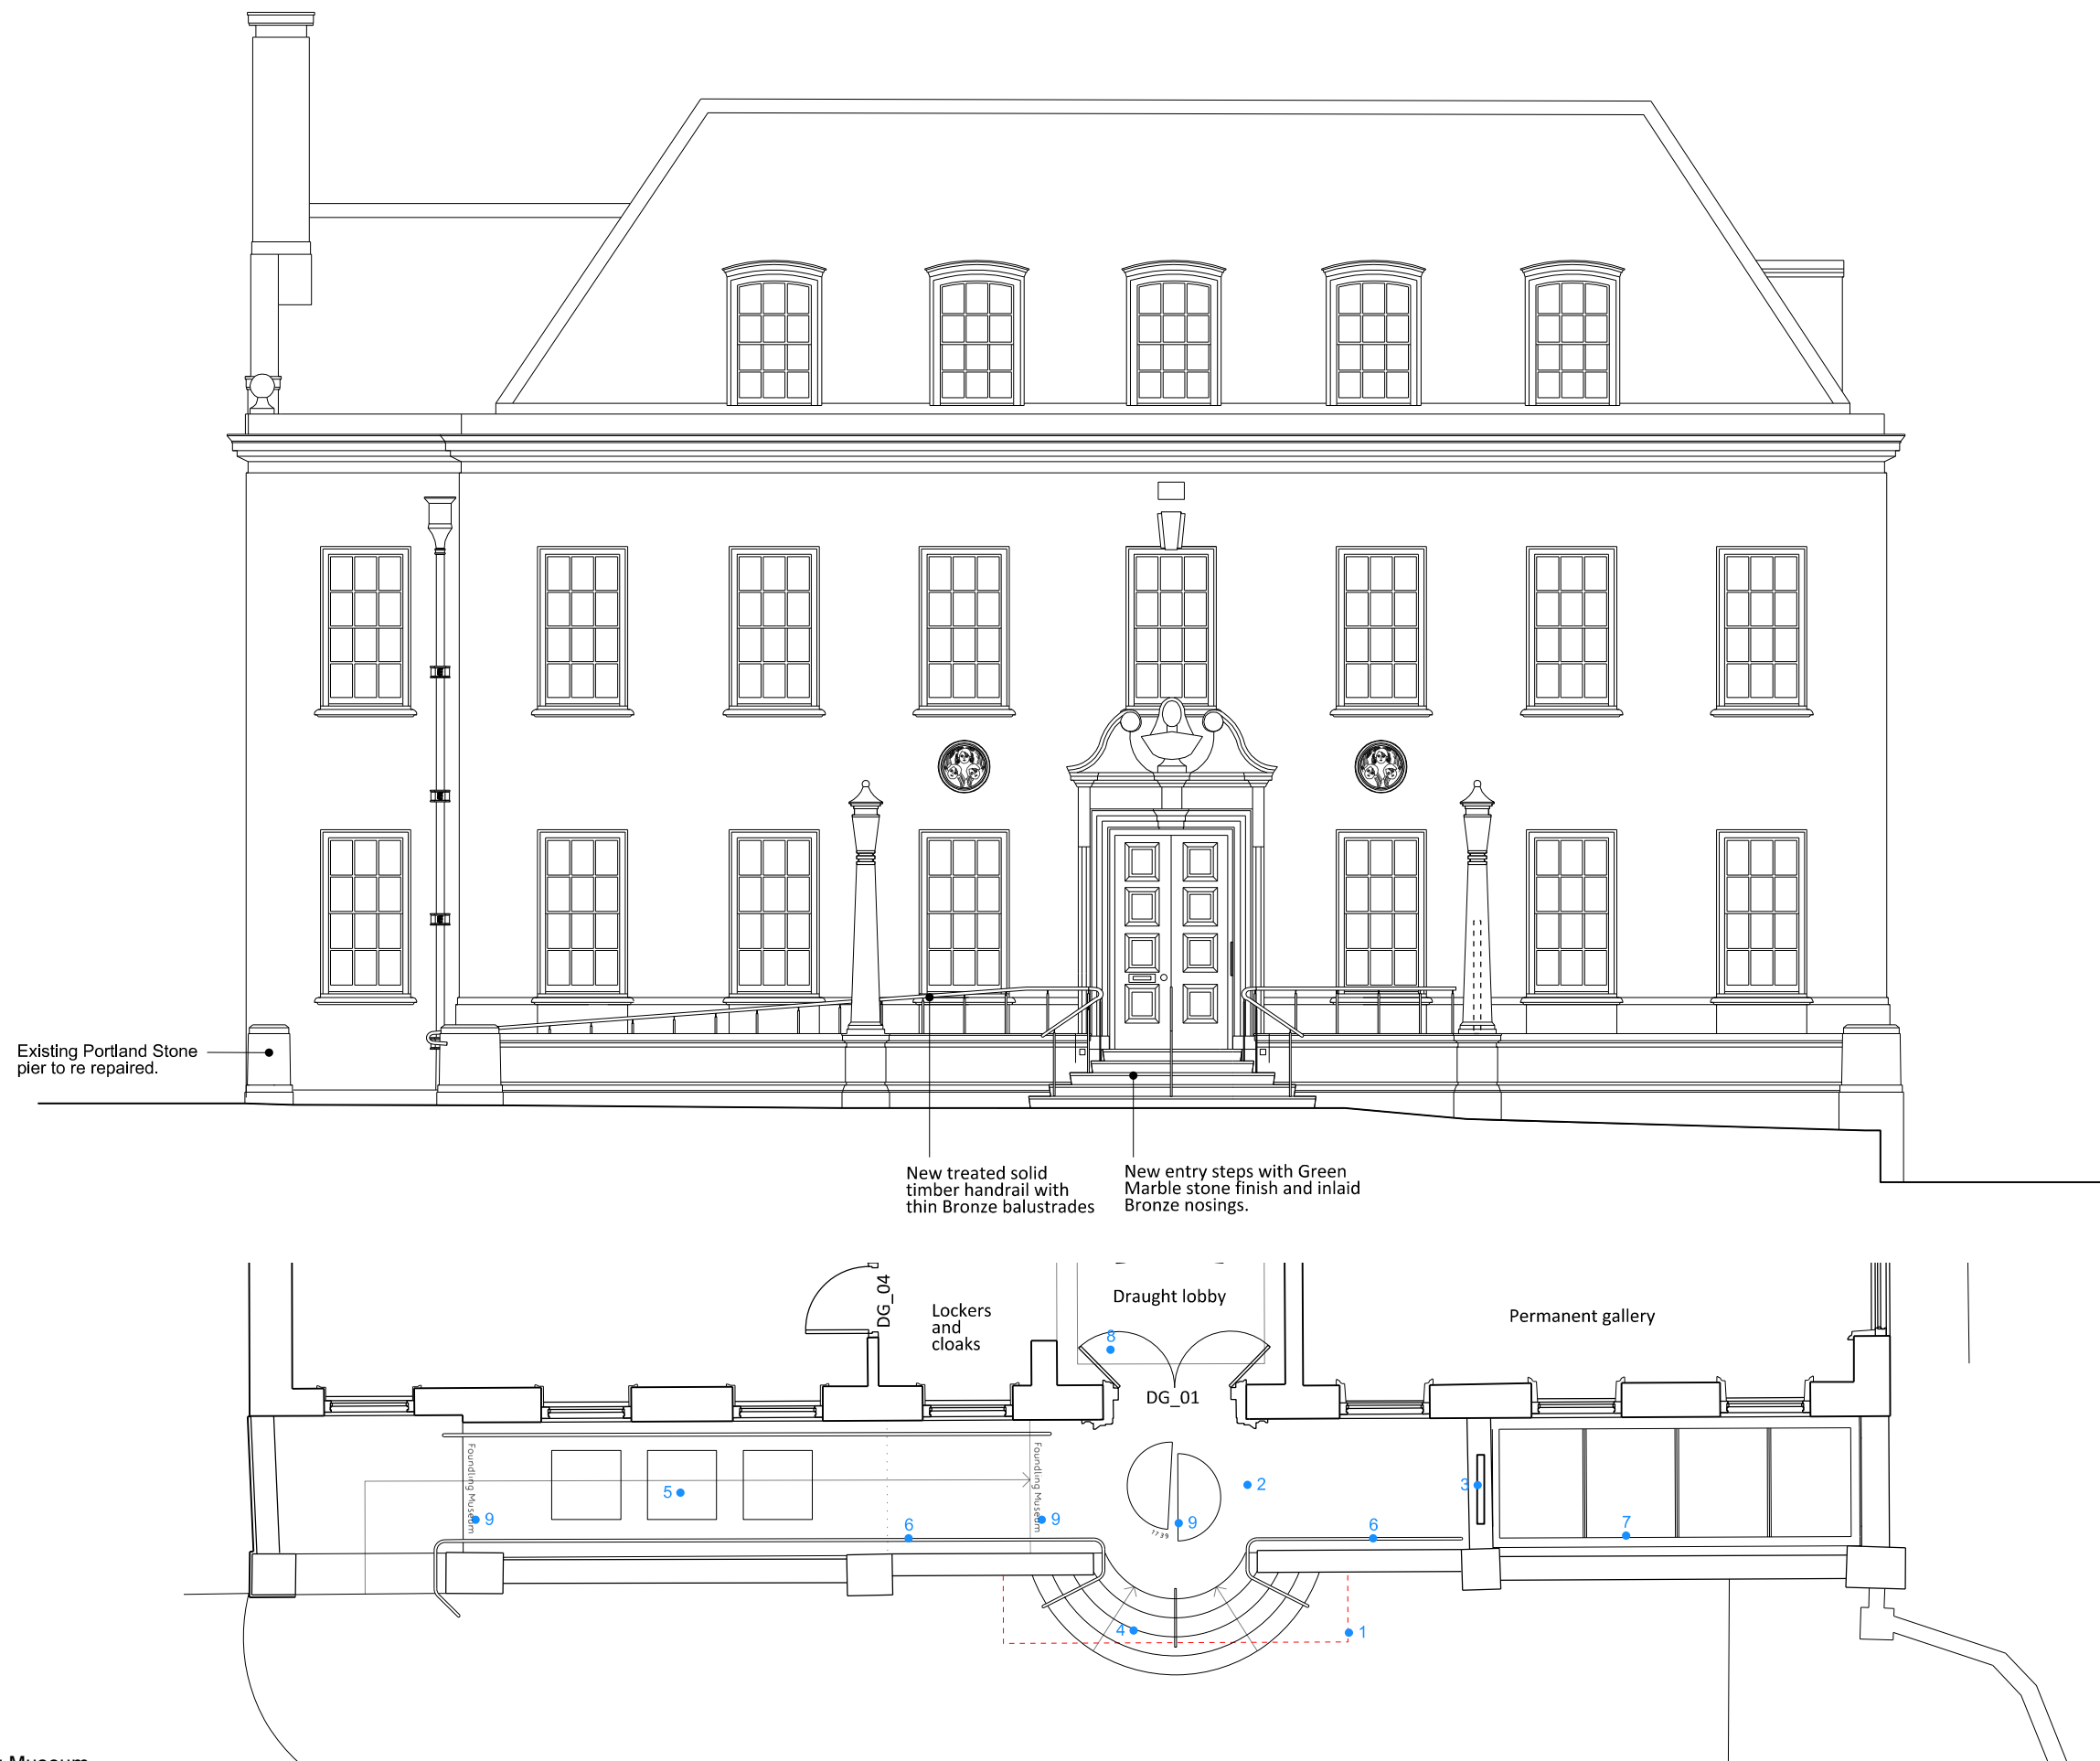 Existing Portland Stone
pier to re repaired.
New treated solid
timber handrail with
thin Bronze balustrades
New entry steps with Green
Marble stone finish and inlaid
Bronze nosings.
DG_04
Lockers
and
cloaks
Draught lobby
Permanent gallery
8
DG_01
Foundling Museum
Foundling Museum
5
2
3
9
9
9
1739
6
6
7
4
1
Museum